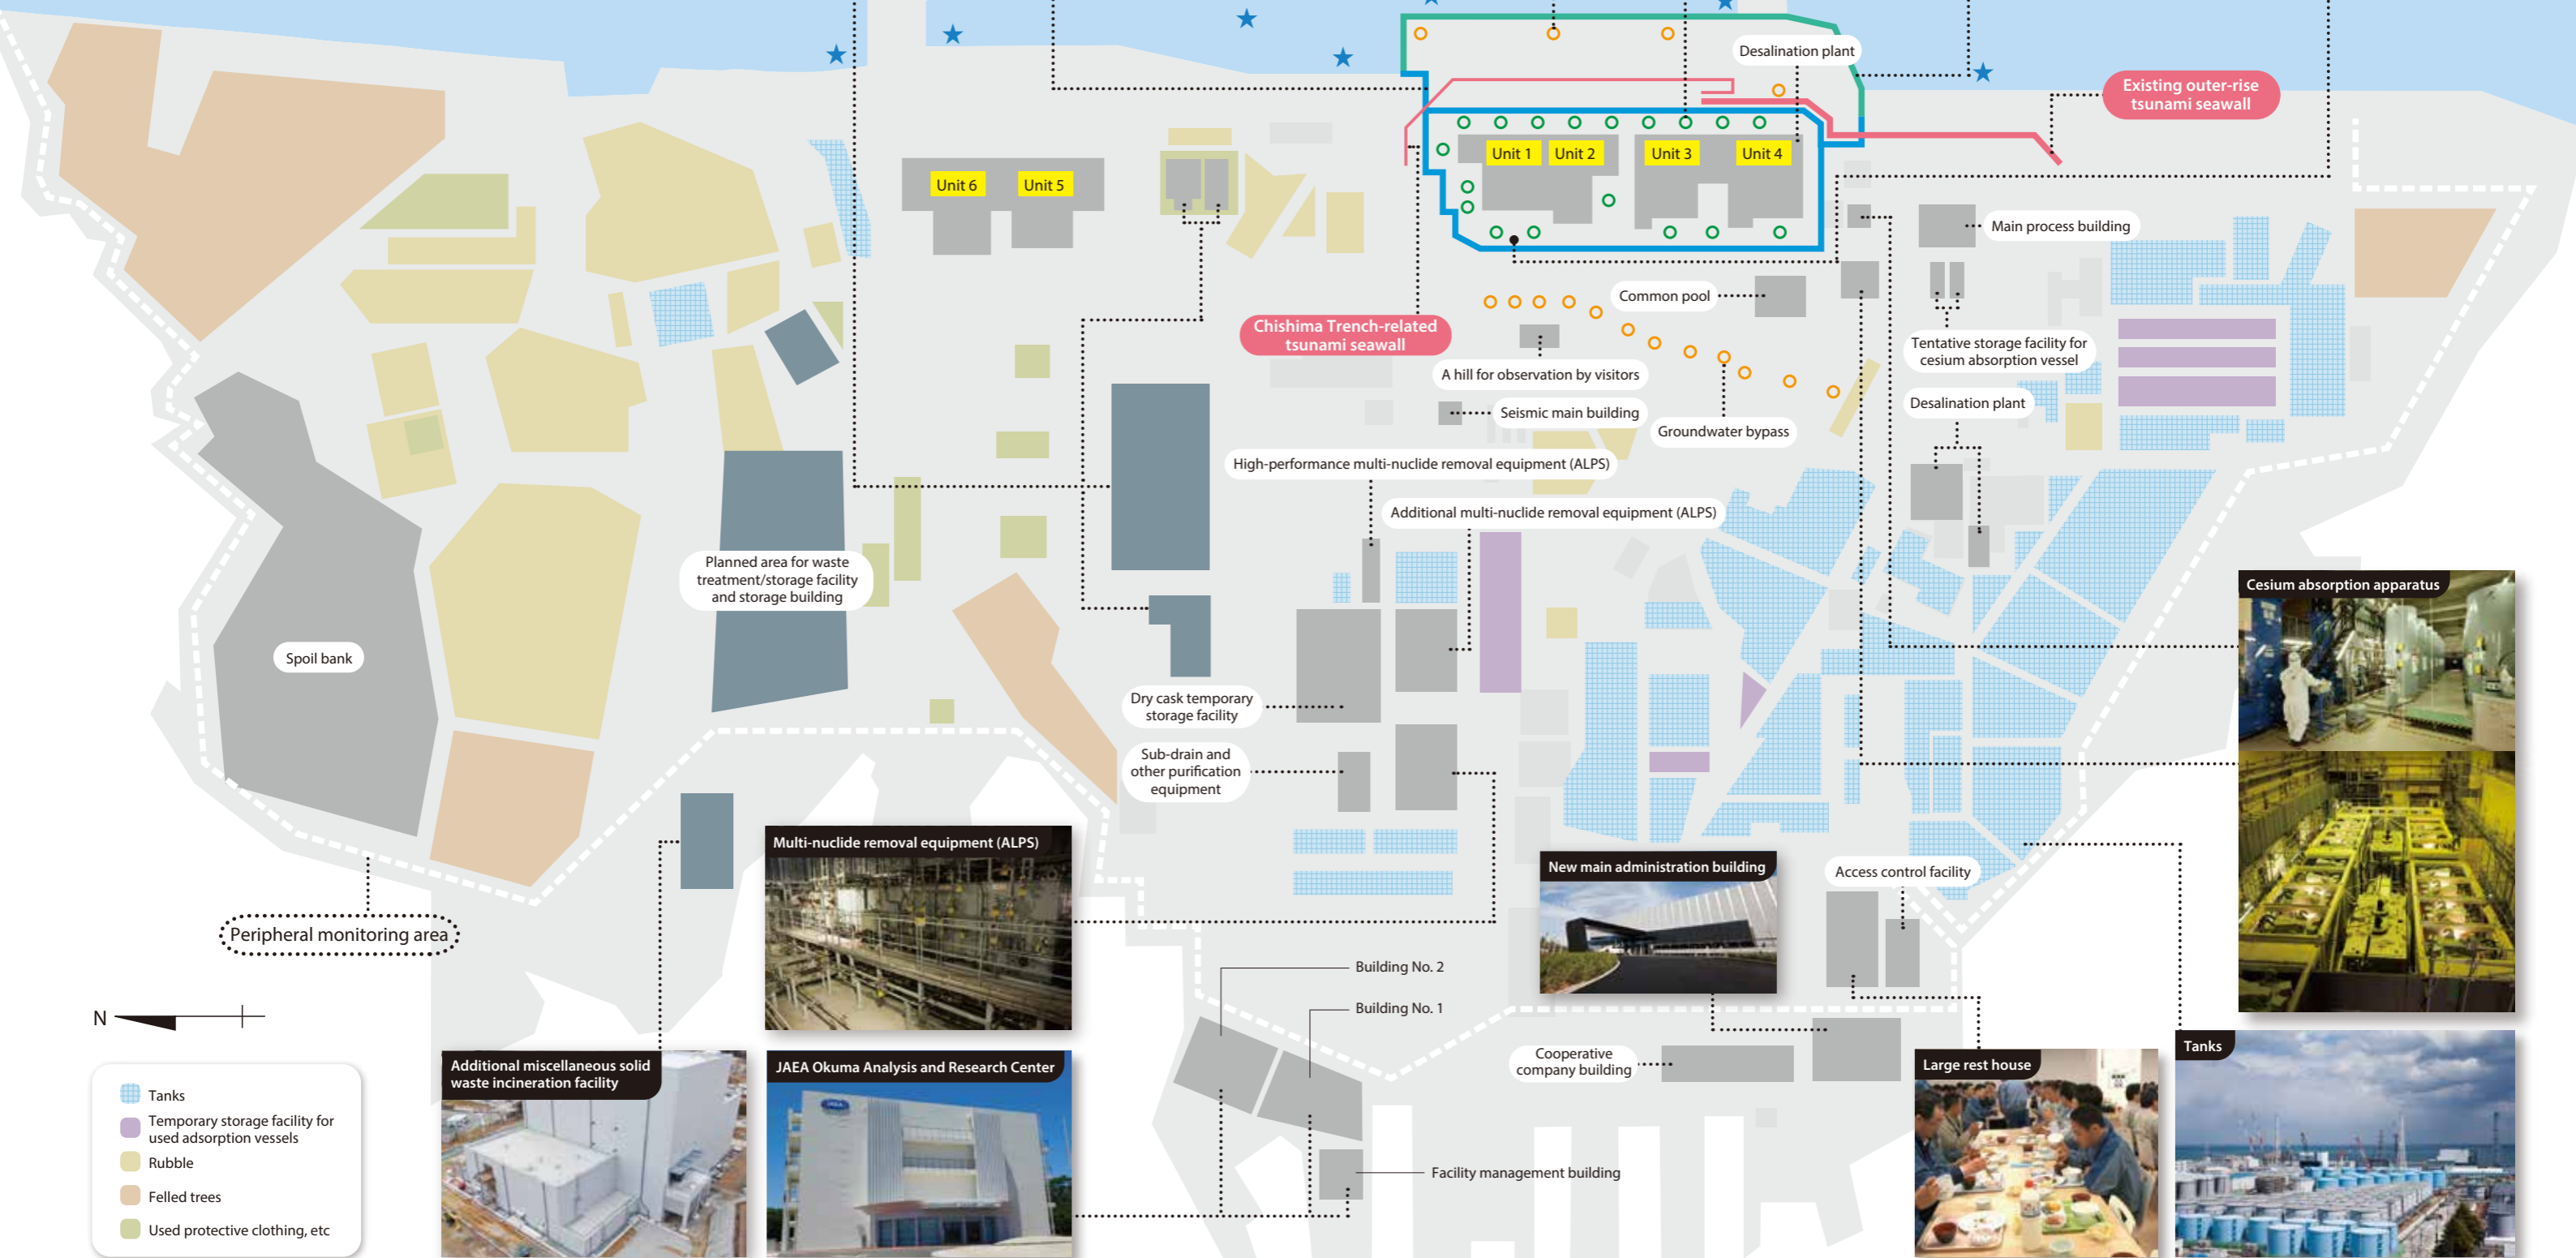 Desalination plant
Existing outer-rise
tsunami seawall
Unit 1
Unit 2
Unit 3
Unit 4
Unit 6
Unit 5
Main process building
Common pool
Chishima Trench-related
tsunami seawall
Tentative storage facility for
cesium absorption vessel
A hill for observation by visitors
Desalination plant
Seismic main building
Groundwater bypass
High-performance multi-nuclide removal equipment (ALPS)
Additional multi-nuclide removal equipment (ALPS)
Planned area for waste
treatment/storage facility
and storage building
Cesium absorption apparatus
Spoil bank
Dry cask temporary
storage facility
Sub-drain and
other purification
equipment
Multi-nuclide removal equipment (ALPS)
New main administration building
Access control facility
Peripheral monitoring area
Building No. 2
Building No. 1
N
Additional miscellaneous solid
waste incineration facility
JAEA Okuma Analysis and Research Center
Cooperative
company building
Large rest house
Tanks
Facility management building
Tanks
Temporary storage facility for
used adsorption vessels
Rubble
Felled trees
Used protective clothing, etc